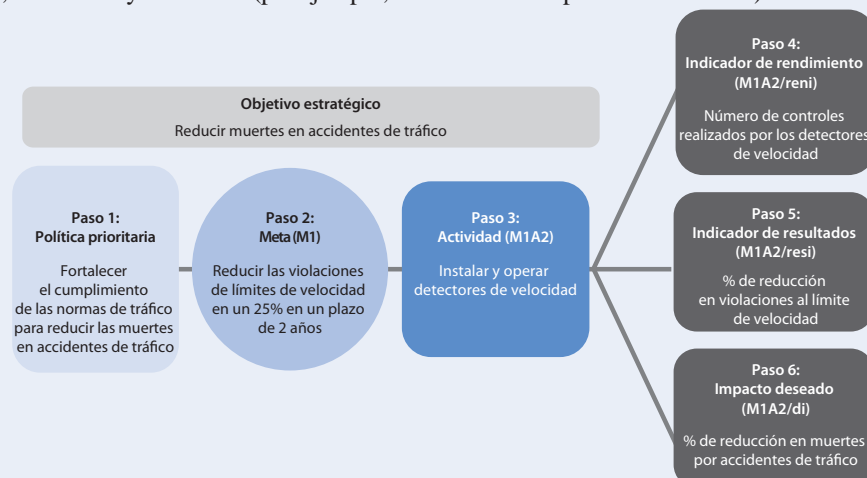 Objetivo estratégico
Reducir muertes en accidentes de tráfico
Paso 1:
Política prioritaria
Fortalecer
el cumplimiento
de las normas de tráfico
para reducir las muertes
en accidentes de tráfico
Paso 2:
Meta (M1)
Reducir las violaciones
de límites de velocidad
en un 25% en un plazo
de 2 años
Paso 3:
Actividad (M1A2)
Instalar y operar
detectores de velocidad
Paso 4:
Indicador de rendimiento
(M1A2/reni)
Número de controles
realizados por los detectores
de velocidad
Paso 5:
Indicador de resultados
(M1A2/resi)
% de reducción
en violaciones al límite
de velocidad
Paso 6:
Impacto deseado
(M1A2/di)
% de reducción en muertes
por accidentes de tráfico